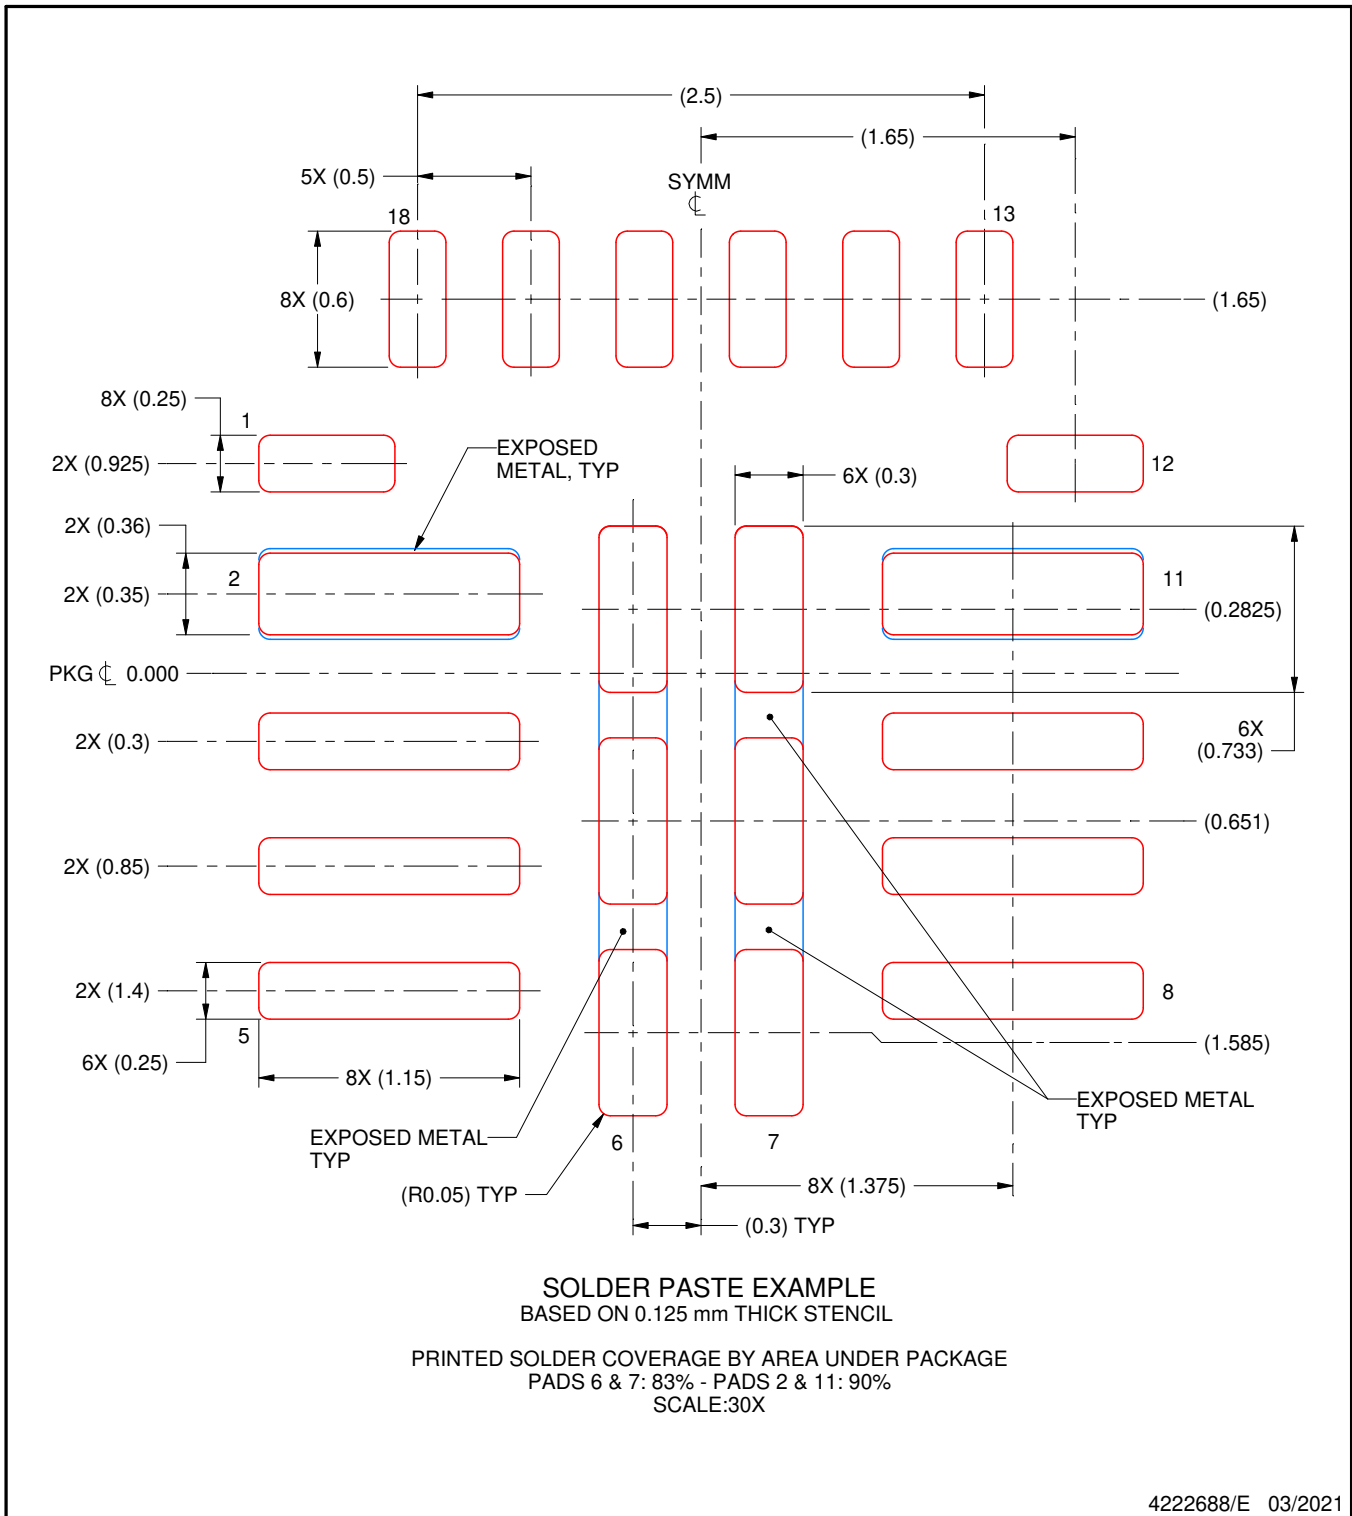 (2.5)
(1.65)
5X (0.5)
SYMM
℄
18
13
8X (0.6)
(1.65)
8X (0.25)
1
2X (0.925)
EXPOSED
METAL, TYP
12
6X (0.3)
2X (0.36)
2
11
2X (0.35)
(0.2825)
PKG ℄ 0.000
2X (0.3)
6X
(0.733)
(0.651)
2X (0.85)
2X (1.4)
8
5
(1.585)
6X (0.25)
8X (1.15)
EXPOSED METAL
TYP
EXPOSED METAL
TYP
6
7
(R0.05) TYP
8X (1.375)
(0.3) TYP
SOLDER PASTE EXAMPLE
BASED ON 0.125 mm THICK STENCIL
PRINTED SOLDER COVERAGE BY AREA UNDER PACKAGE
PADS 6 & 7: 83% - PADS 2 & 11: 90%
SCALE:30X
4222688/E 03/2021